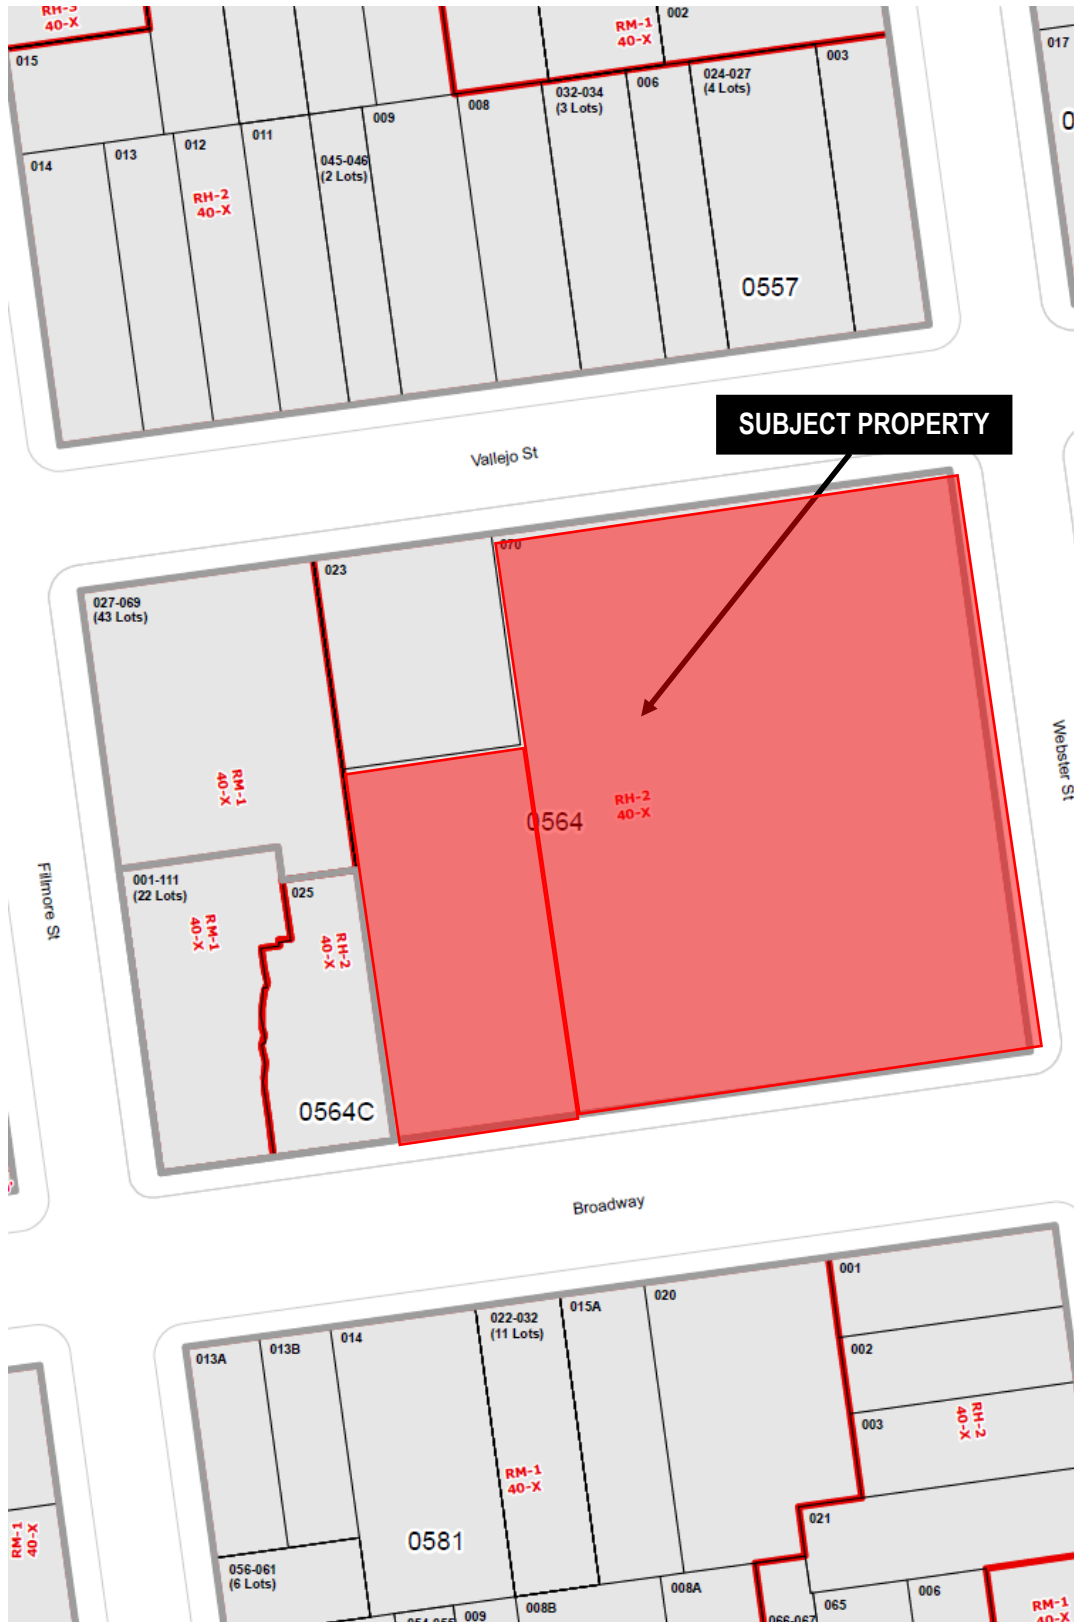 RH-3
40-X
RM-1
40-X
002
015
017
003
024-027
(4 Lots)
006
032-034
(3 Lots)
008
009
011
012
013
014
045-046
(2 Lots)
RH-2
40-X
0557
SUBJECT PROPERTY
Vallejo St
070
023
027-069
(43 Lots)
RM-1
40-X
RH-2
40-X
0564
Webster St
Fillmore St
001-111
(22 Lots)
025
RM-1
40-X
RH-2
40-X
0564C
Broadway
001
020
015A
022-032
(11 Lots)
014
013B
013A
002
003
RH-2
40-X
RM-1
40-X
021
RM-1
40-X
0581
056-061
(6 Lots)
008A
006
008B
009
065
066-067
RM-1
40-X